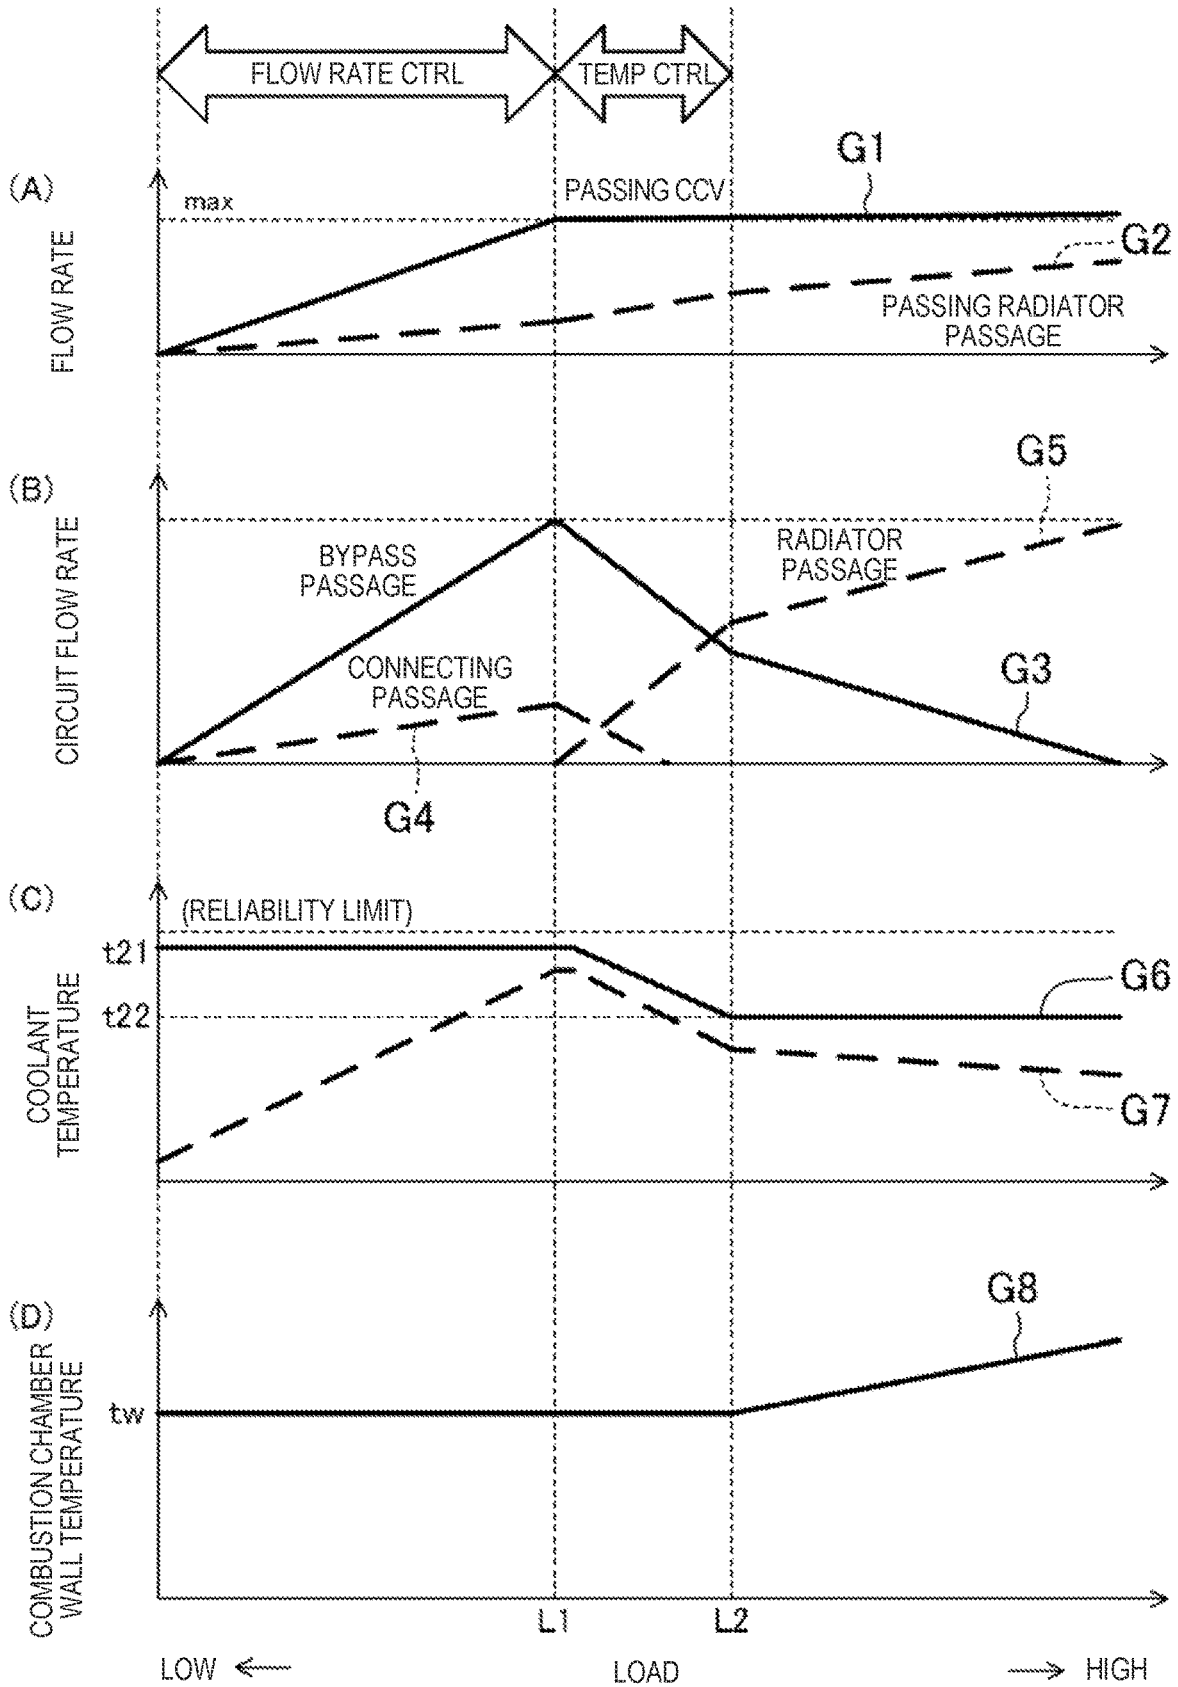 FLOW RATE CTRL
TEMP CTRL
(A)
FLOW RATE
max
PASSING CCV
G1
G2
PASSING RADIATOR
PASSAGE
(B)
CIRCUIT FLOW RATE
BYPASS
PASSAGE
CONNECTING
PASSAGE
G4
RADIATOR
PASSAGE
G5
G3
(C)
COOLANT
TEMPERATURE
(RELIABILITY LIMIT)
t21
t22
G6
G7
(D)
COMBUSTION CHAMBER
WALL TEMPERATURE
tw
G8
L1
L2
LOW
LOAD
HIGH